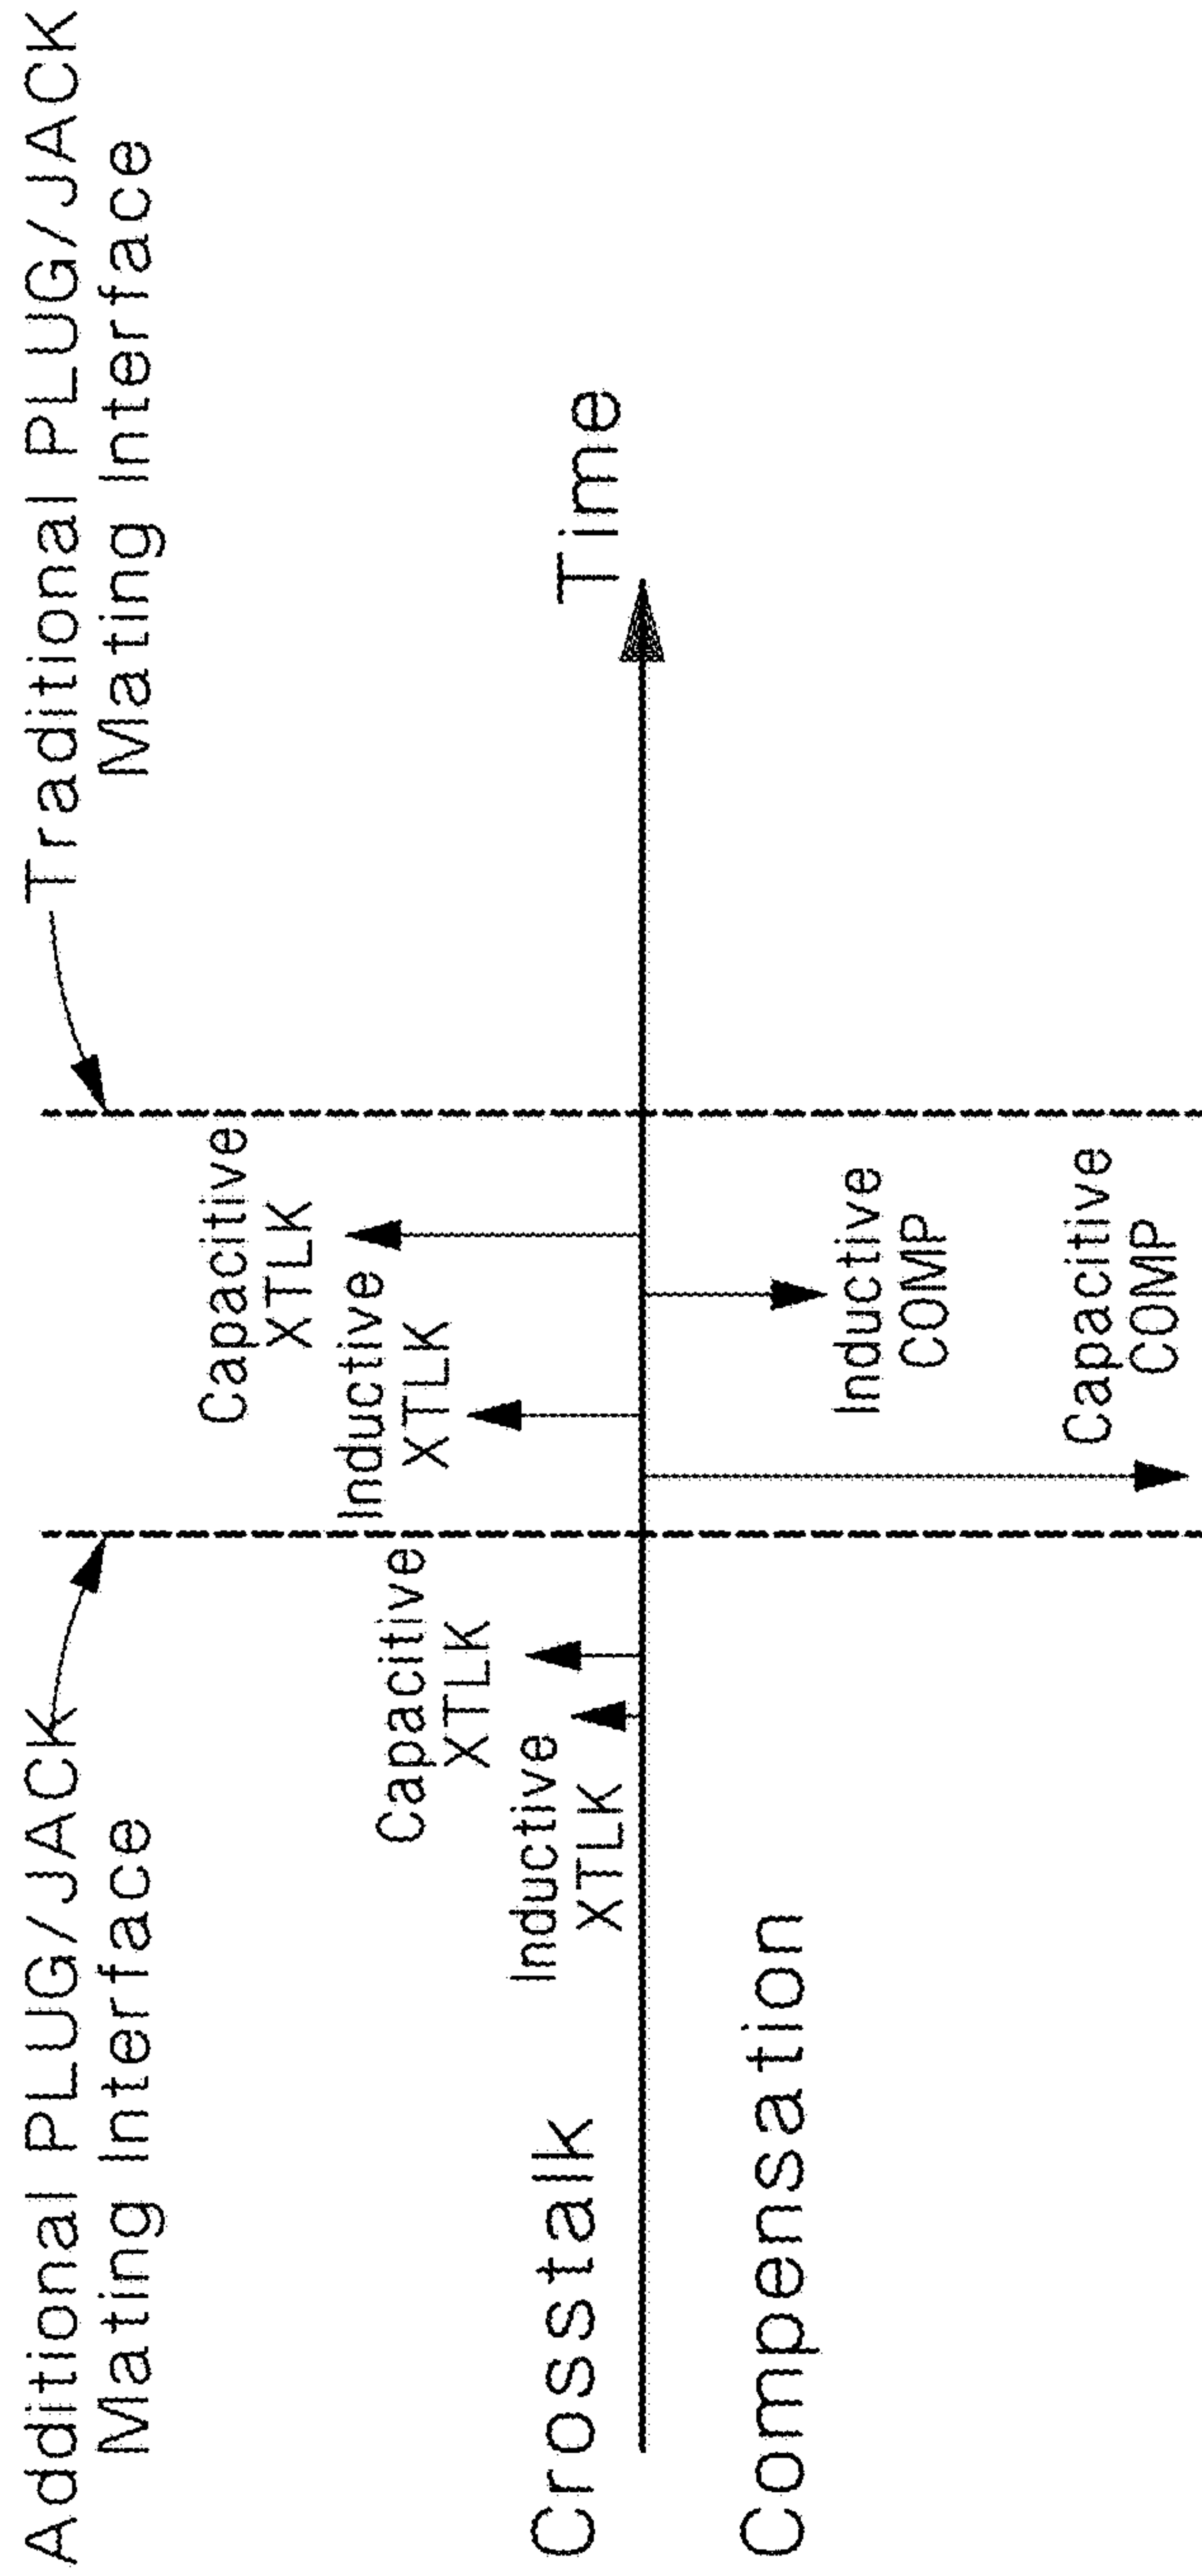 Additional PLUG/JACK
Mating Interface
Traditional PLUG/JACK
Mating Interface
Capacitive
XTLK
Inductive
XTLK
Capacitive
XTLK
Inductive
XTLK
Crosstalk
Time
Compensation
Inductive
COMP
Capacitive
COMP